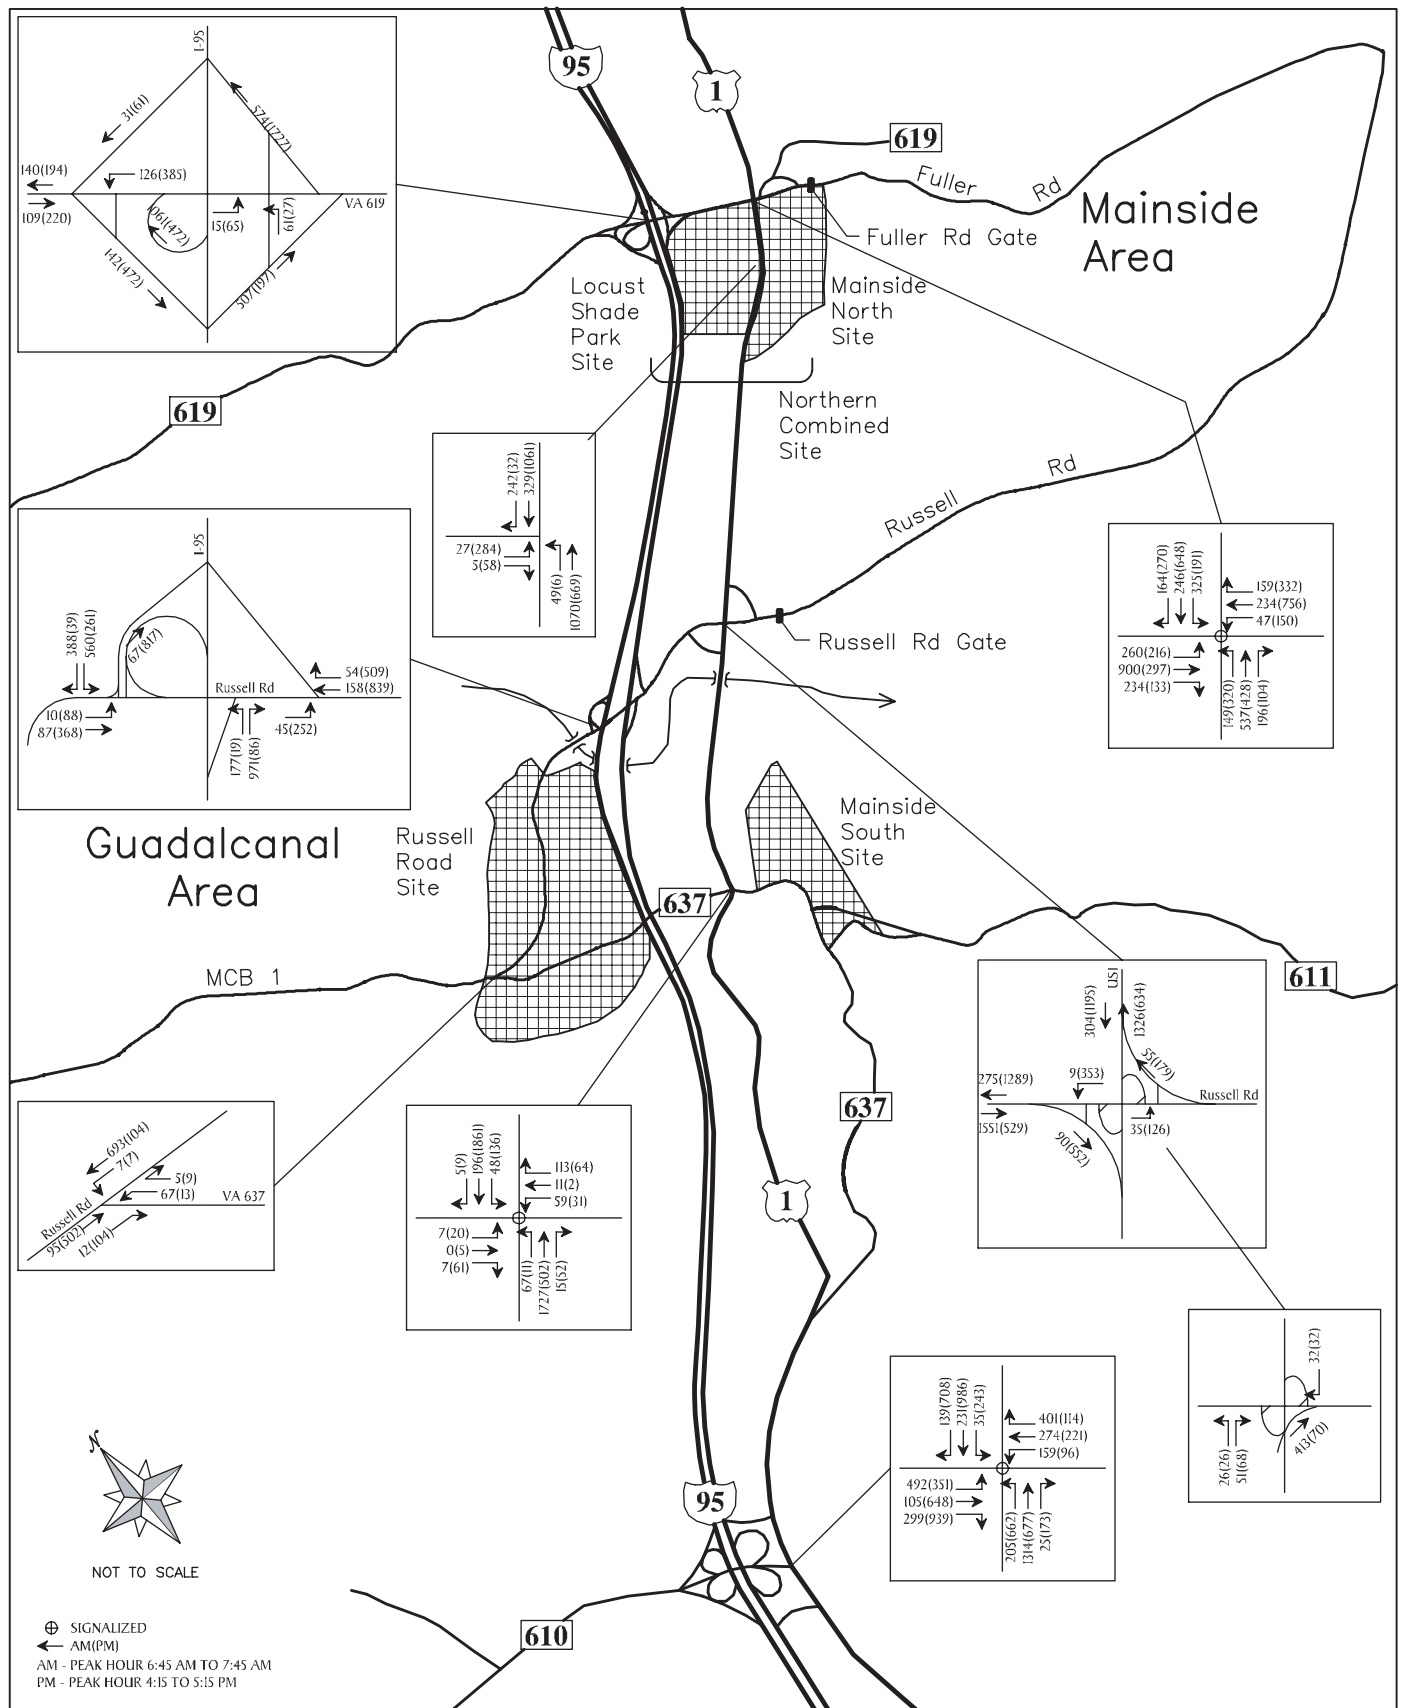 I-95
31(61)
574(1727)
140(194)
126(385)
109(220)
1061(472)
15(65)
61(27)
VA 619
142(472)
507(197)
95
1
619
Fuller
Rd
Mainside
Area
Fuller Rd Gate
Locust
Shade
Park
Site
Mainside
North
Site
Northern
Combined
Site
619
242(32)
329(1061)
27(284)
5(58)
49(6)
1070(669)
Russell
Rd
164(270)
246(648)
325(191)
159(332)
234(756)
47(150)
260(216)
900(297)
234(133)
149(320)
537(428)
196(104)
I-95
388(39)
560(261)
67(817)
Russell Rd
54(509)
158(839)
10(88)
87(368)
177(19)
971(86)
45(252)
Russell Rd Gate
Guadalcanal
Area
Russell
Road
Site
Mainside
South
Site
637
MCB 1
611
US1
304(1195)
1326(634)
55(179)
275(1289)
9(353)
Russell Rd
1551(529)
35(126)
90(552)
693(104)
7(7)
5(9)
67(13)
VA 637
Russell Rd
95(502)
12(104)
5(9)
196(1861)
48(136)
113(64)
11(2)
59(31)
7(20)
0(5)
7(61)
67(11)
1727(502)
15(52)
637
1
32(32)
26(26)
51(68)
413(70)
139(708)
231(986)
35(243)
401(114)
274(221)
159(96)
492(351)
105(648)
299(939)
205(662)
1314(677)
25(173)
N
NOT TO SCALE
95
610
SIGNALIZED
AM(PM)
AM - PEAK HOUR 6:45 AM TO 7:45 AM
PM - PEAK HOUR 4:15 TO 5:15 PM